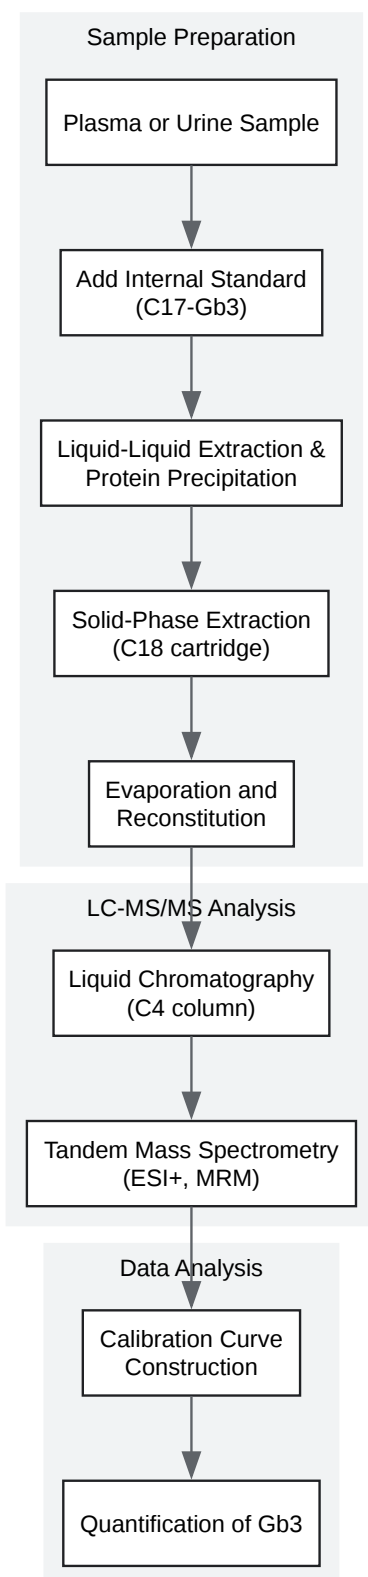 Sample Preparation
Plasma or Urine Sample
Add Internal Standard
(C17-Gb3)
Liquid-Liquid Extraction &
Protein Precipitation
Solid-Phase Extraction
(C18 cartridge)
Evaporation and
Reconstitution
LC-MS/MS Analysis
Liquid Chromatography
(C4 column)
Tandem Mass Spectrometry
(ESI+, MRM)
Data Analysis
Calibration Curve
Construction
Quantification of Gb3